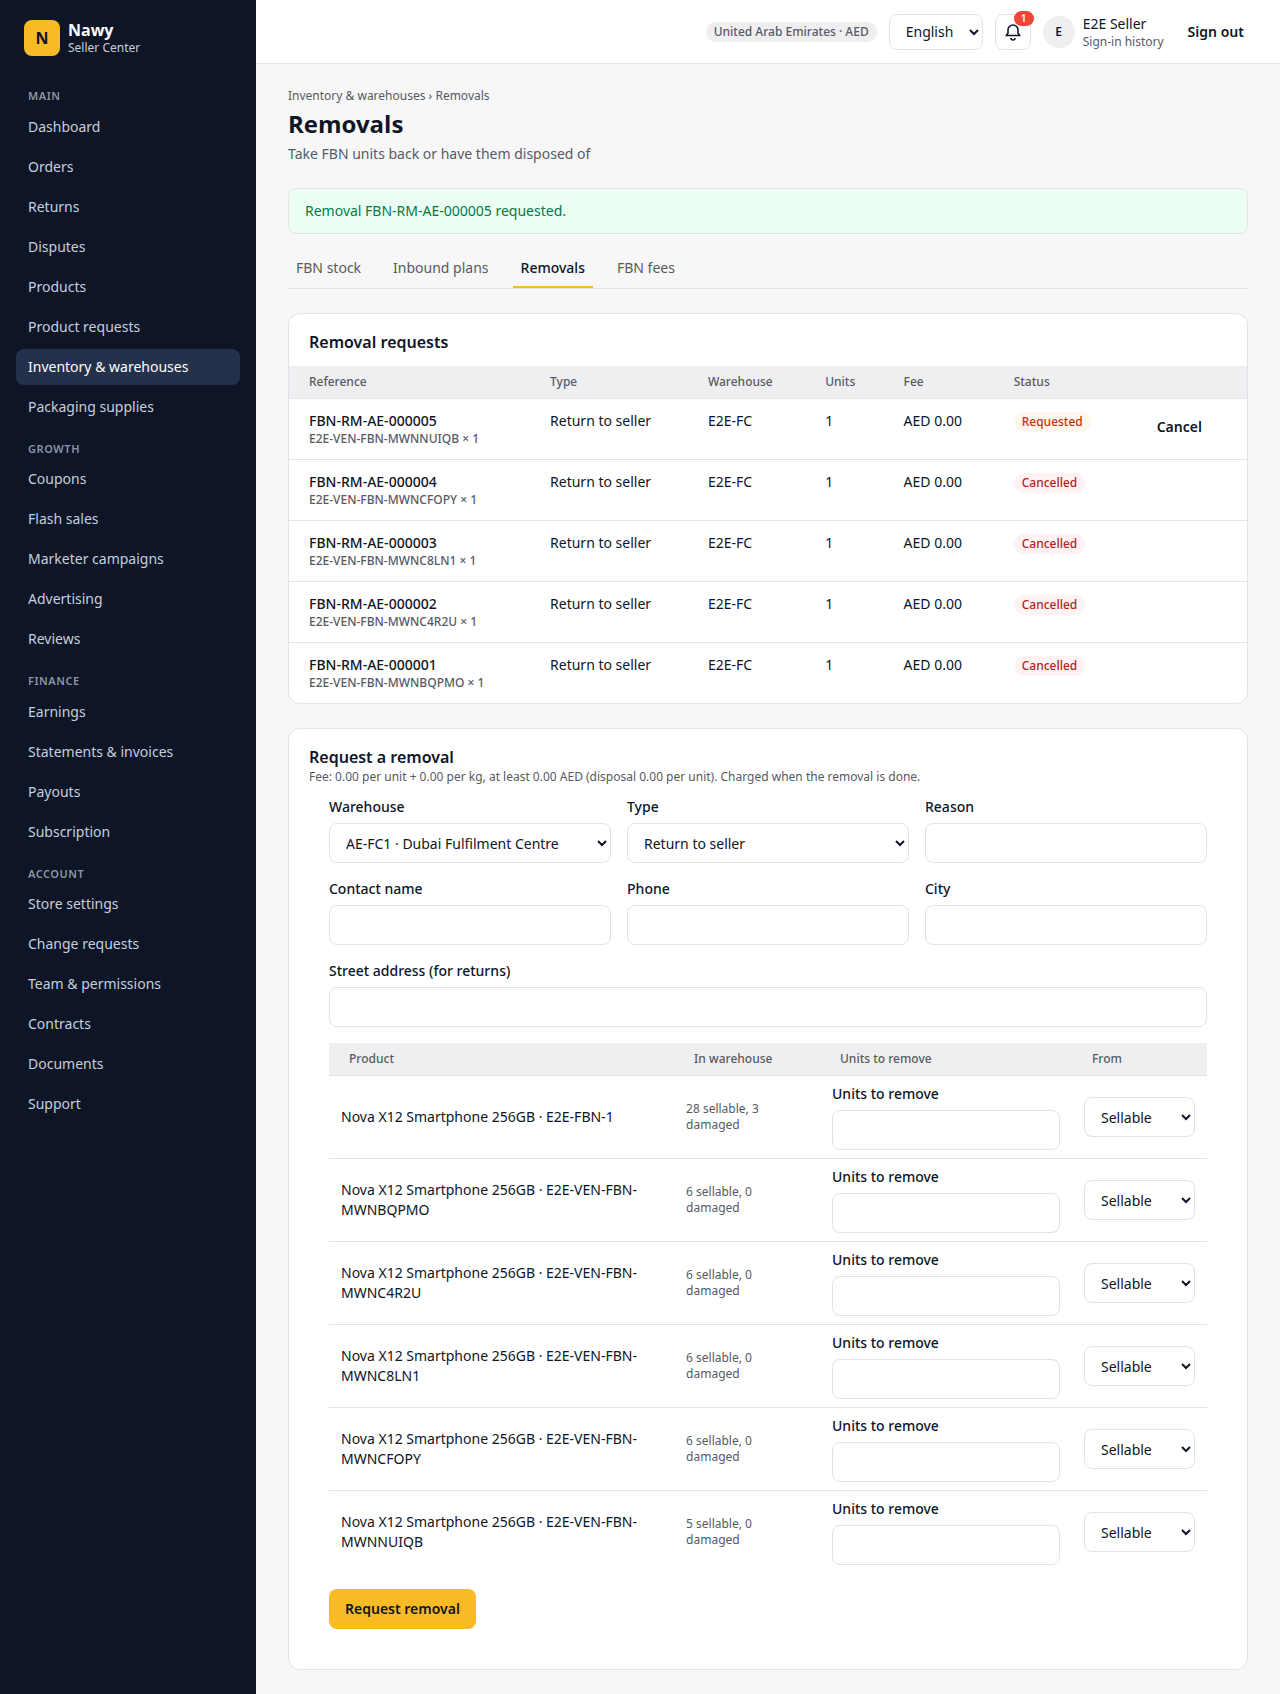 N
Nawy
Seller Center
United Arab Emirates · AED
English
1
E
E2E Seller
Sign-in history
Sign out
MAIN
Dashboard
Orders
Returns
Disputes
Products
Product requests
Inventory & warehouses
Packaging supplies
GROWTH
Coupons
Flash sales
Marketer campaigns
Advertising
Reviews
FINANCE
Earnings
Statements & invoices
Payouts
Subscription
ACCOUNT
Store settings
Change requests
Team & permissions
Contracts
Documents
Support
Inventory & warehouses › Removals
Removals
Take FBN units back or have them disposed of
Removal FBN-RM-AE-000005 requested.
FBN stock Inbound plans Removals FBN fees
Removal requests
Reference Type Warehouse Units Fee Status
FBN-RM-AE-000005 Return to seller E2E-FC 1 AED 0.00 Requested Cancel
E2E-VEN-FBN-MWNNUIQB × 1
FBN-RM-AE-000004 Return to seller E2E-FC 1 AED 0.00 Cancelled
E2E-VEN-FBN-MWNCFOPY × 1
FBN-RM-AE-000003 Return to seller E2E-FC 1 AED 0.00 Cancelled
E2E-VEN-FBN-MWNC8LN1 × 1
FBN-RM-AE-000002 Return to seller E2E-FC 1 AED 0.00 Cancelled
E2E-VEN-FBN-MWNC4R2U × 1
FBN-RM-AE-000001 Return to seller E2E-FC 1 AED 0.00 Cancelled
E2E-VEN-FBN-MWNBQPMO × 1
Request a removal
Fee: 0.00 per unit + 0.00 per kg, at least 0.00 AED (disposal 0.00 per unit). Charged when the removal is done.
Warehouse Type Reason
AE-FC1 · Dubai Fulfilment Centre Return to seller
Contact name Phone City
Street address (for returns)
Product In warehouse Units to remove From
Units to remove
Nova X12 Smartphone 256GB · E2E-FBN-1 28 sellable, 3 damaged Sellable
Units to remove
Nova X12 Smartphone 256GB · E2E-VEN-FBN- 6 sellable, 0 Sellable
MWNBQPMO damaged
Units to remove
Nova X12 Smartphone 256GB · E2E-VEN-FBN- 6 sellable, 0 Sellable
MWNC4R2U damaged
Units to remove
Nova X12 Smartphone 256GB · E2E-VEN-FBN- 6 sellable, 0 Sellable
MWNC8LN1 damaged
Units to remove
Nova X12 Smartphone 256GB · E2E-VEN-FBN- 6 sellable, 0 Sellable
MWNCFOPY damaged
Units to remove
Nova X12 Smartphone 256GB · E2E-VEN-FBN- 5 sellable, 0 Sellable
MWNNUIQB damaged
Request removal